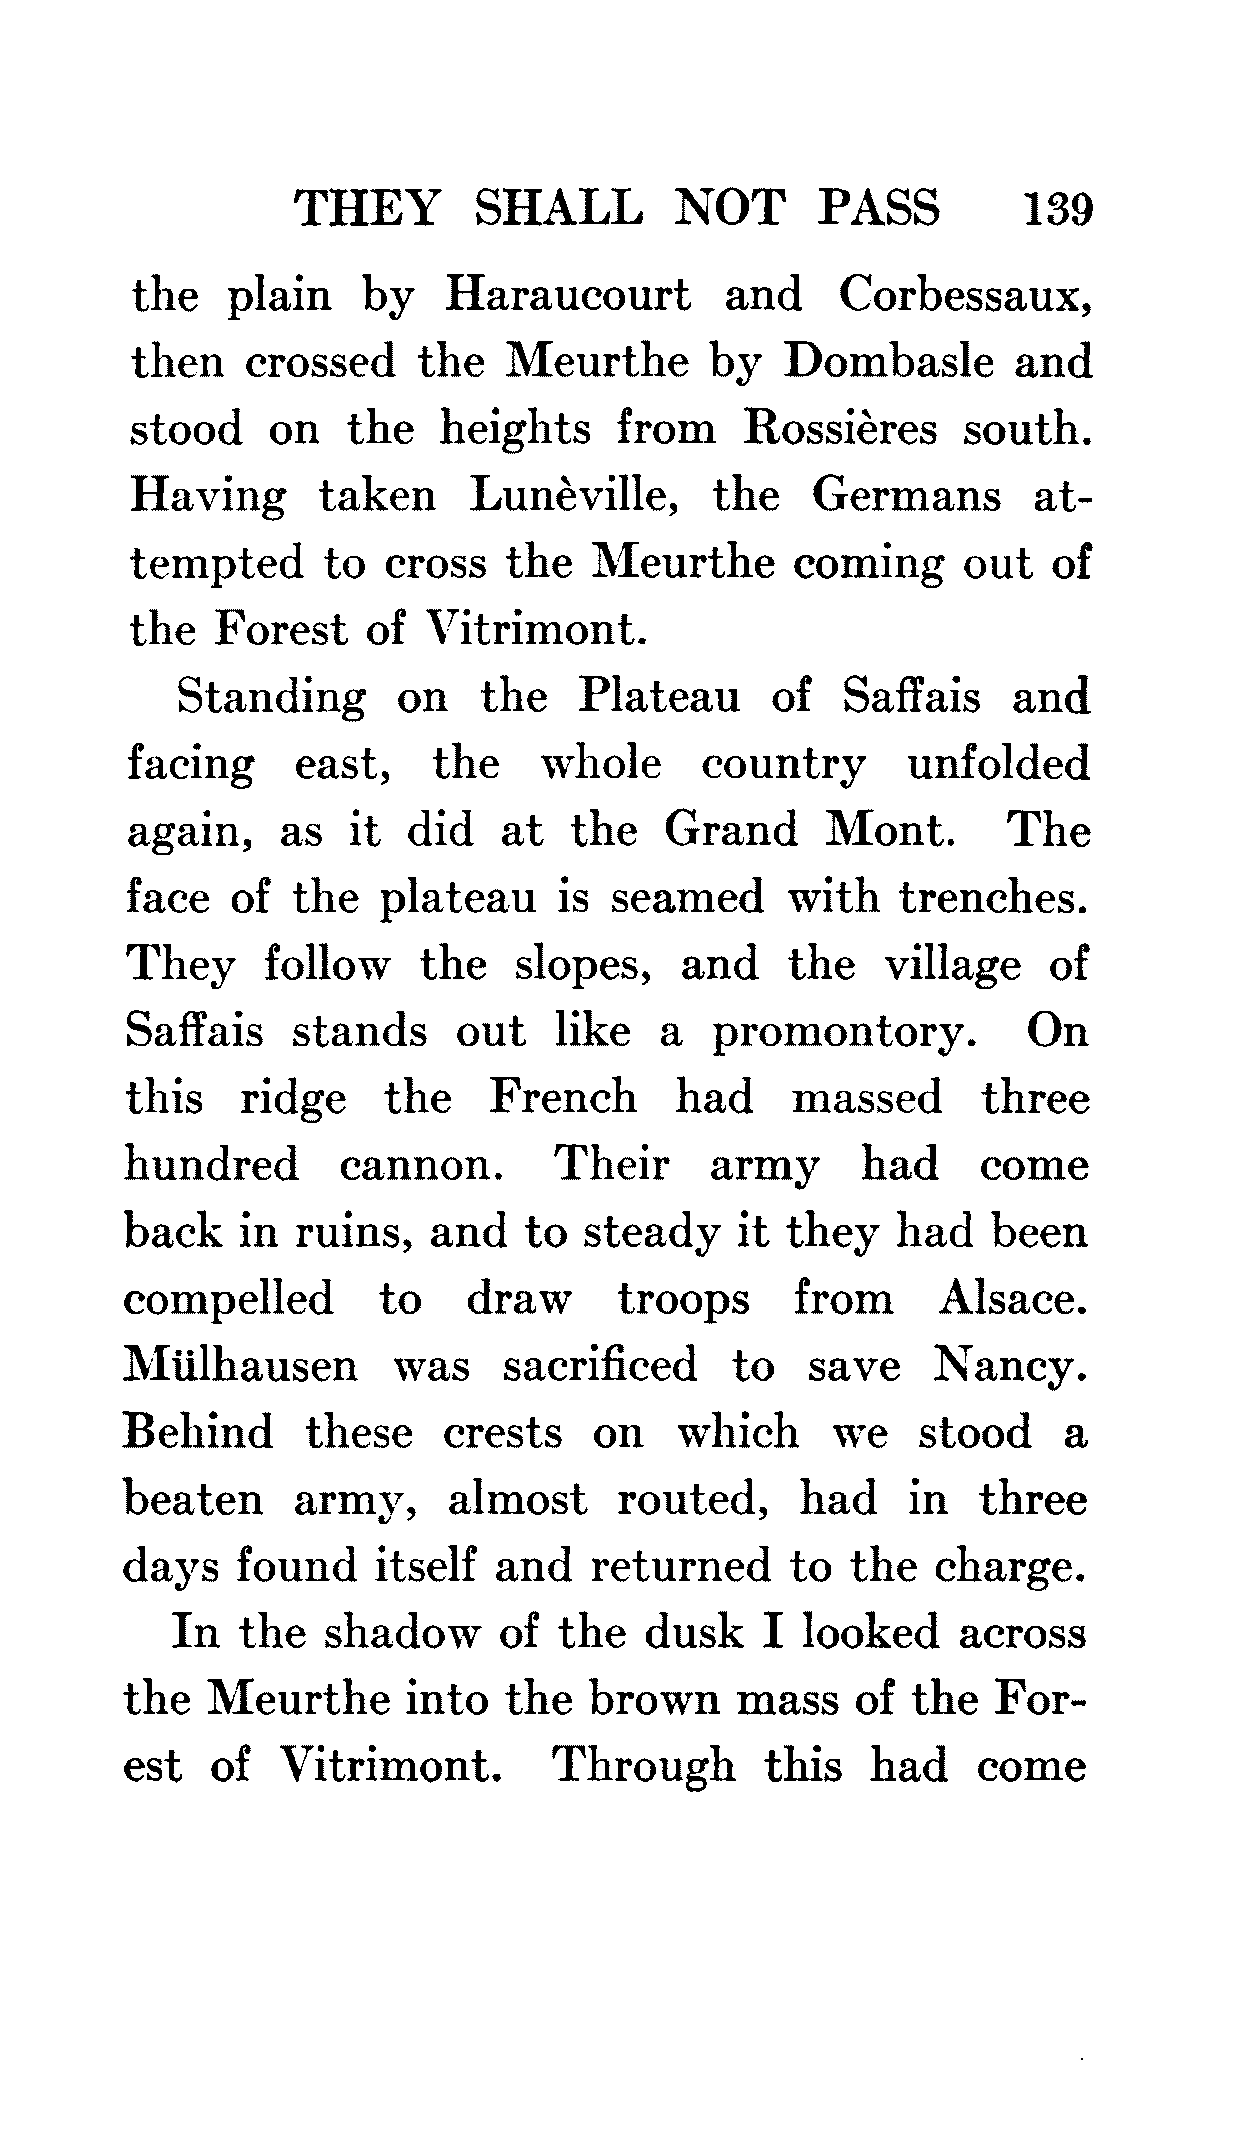 THEY SHALL NOT PASS 139
the plain by Haraucourt and Corbessaux,
then crossed the Meurthe by Dombasle and
stood on the heights from Rossières south.
Having taken Lunèville, the Germans at-
tempted to cross the Meurthe coming out of
the Forest of Vitrimont.
Standing on the Plateau of Saffais and
facing east, the whole country unfolded
again, as it did at the Grand Mont. The
face of the plateau is seamed with trenches.
They follow the slopes, and the village of
Saffais stands out like a promontory. On
this ridge the French had massed three
hundred cannon. Their army had come
back in ruins, and to steady it they had been
compelled to draw troops from Alsace.
Mülhausen was sacrificed to save Nancy.
Behind these crests on which we stood a
beaten army, almost routed, had in three
days found itself and returned to the charge.
In the shadow of the dusk I looked across
the Meurthe into the brown mass of the For-
est of Vitrimont. Through this had come